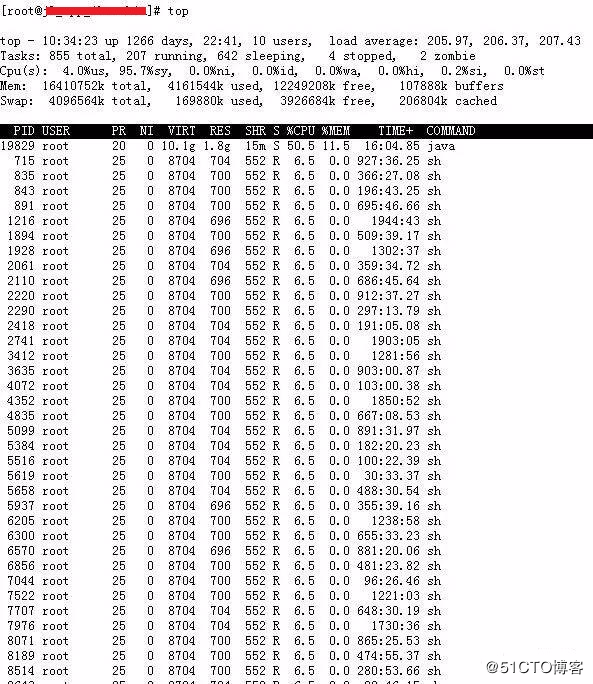 [root@j ]# top
top - 10:34:23 up 1266 days, 22:41, 10 users,  load average: 205.97, 206.37, 207.43
Tasks: 855 total, 207 running, 642 sleeping,   4 stopped,   2 zombie
Cpu(s):  4.0%us, 95.7%sy,  0.0%ni,  0.0%id,  0.0%wa,  0.0%hi,  0.2%si,  0.0%st
Mem:  16410752k total,  4161544k used, 12249208k free,   107888k buffers
Swap:  4096564k total,   169880k used,  3926684k free,   206804k cached
PID USER PR NI VIRT RES SHR S %CPU %MEM TIME+ COMMAND
19829 root 20 0 10.1g 1.8g 15m S 50.5 11.5 16:04.85 java
715 root 25 0 8704 704 552 R 6.5 0.0 927:36.25 sh
835 root 25 0 8704 700 552 R 6.5 0.0 366:27.08 sh
843 root 25 0 8704 700 552 R 6.5 0.0 196:43.25 sh
891 root 25 0 8704 700 552 R 6.5 0.0 695:46.66 sh
1216 root 25 0 8704 696 552 R 6.5 0.0 1944:43 sh
1894 root 25 0 8704 700 552 R 6.5 0.0 509:39.17 sh
1928 root 25 0 8704 696 552 R 6.5 0.0 1302:37 sh
2061 root 25 0 8704 704 552 R 6.5 0.0 359:34.72 sh
2110 root 25 0 8704 696 552 R 6.5 0.0 686:45.64 sh
2220 root 25 0 8704 700 552 R 6.5 0.0 912:37.27 sh
2290 root 25 0 8704 700 552 R 6.5 0.0 297:13.79 sh
2418 root 25 0 8704 704 552 R 6.5 0.0 191:05.08 sh
2741 root 25 0 8704 704 552 R 6.5 0.0 1903:05 sh
3412 root 25 0 8704 700 552 R 6.5 0.0 1281:56 sh
3635 root 25 0 8704 704 552 R 6.5 0.0 903:00.87 sh
4072 root 25 0 8704 704 552 R 6.5 0.0 103:00.38 sh
4352 root 25 0 8704 700 552 R 6.5 0.0 1850:52 sh
4835 root 25 0 8704 700 552 R 6.5 0.0 667:08.53 sh
5099 root 25 0 8704 704 552 R 6.5 0.0 891:31.97 sh
5384 root 25 0 8704 704 552 R 6.5 0.0 182:20.23 sh
5516 root 25 0 8704 704 552 R 6.5 0.0 100:22.39 sh
5619 root 25 0 8704 700 552 R 6.5 0.0 30:33.37 sh
5658 root 25 0 8704 704 552 R 6.5 0.0 488:30.54 sh
5937 root 25 0 8704 696 552 R 6.5 0.0 355:39.16 sh
6205 root 25 0 8704 700 552 R 6.5 0.0 1238:58 sh
6300 root 25 0 8704 700 552 R 6.5 0.0 655:33.23 sh
6570 root 25 0 8704 696 552 R 6.5 0.0 881:20.06 sh
6856 root 25 0 8704 700 552 R 6.5 0.0 481:23.82 sh
7044 root 25 0 8704 700 552 R 6.5 0.0 96:26.46 sh
7522 root 25 0 8704 700 552 R 6.5 0.0 1221:03 sh
7707 root 25 0 8704 704 552 R 6.5 0.0 648:30.19 sh
7976 root 25 0 8704 704 552 R 6.5 0.0 1730:36 sh
8071 root 25 0 8704 700 552 R 6.5 0.0 865:25.53 sh
8189 root 25 0 8704 700 552 R 6.5 0.0 474:55.37 sh
8514 root 25 0 8704 700 552 R 6.5 0.0 280:53.66 sh
@51CTO博客